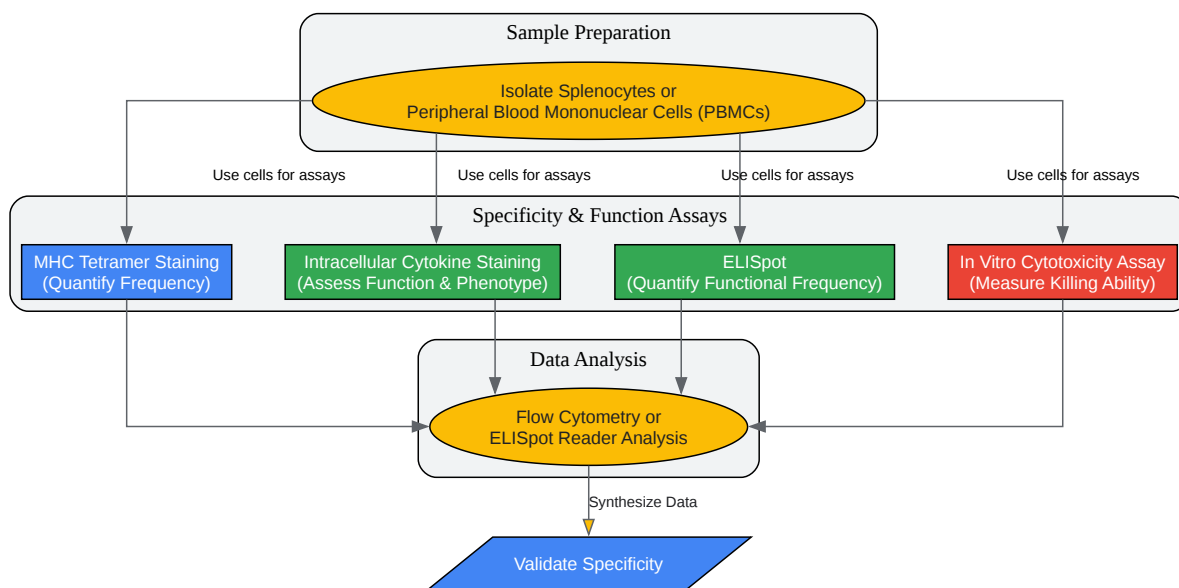 Sample Preparation
Isolate Splenocytes or
Peripheral Blood Mononuclear Cells (PBMCs)
Use cells for assays
Use cells for assays
Use cells for assays
Use cells for assays
Specificity & Function Assays
MHC Tetramer Staining
(Quantify Frequency)
Intracellular Cytokine Staining
(Assess Function & Phenotype)
ELISpot
(Quantify Functional Frequency)
In Vitro Cytotoxicity Assay
(Measure Killing Ability)
Data Analysis
Flow Cytometry or
ELISpot Reader Analysis
Synthesize Data
Validate Specificity